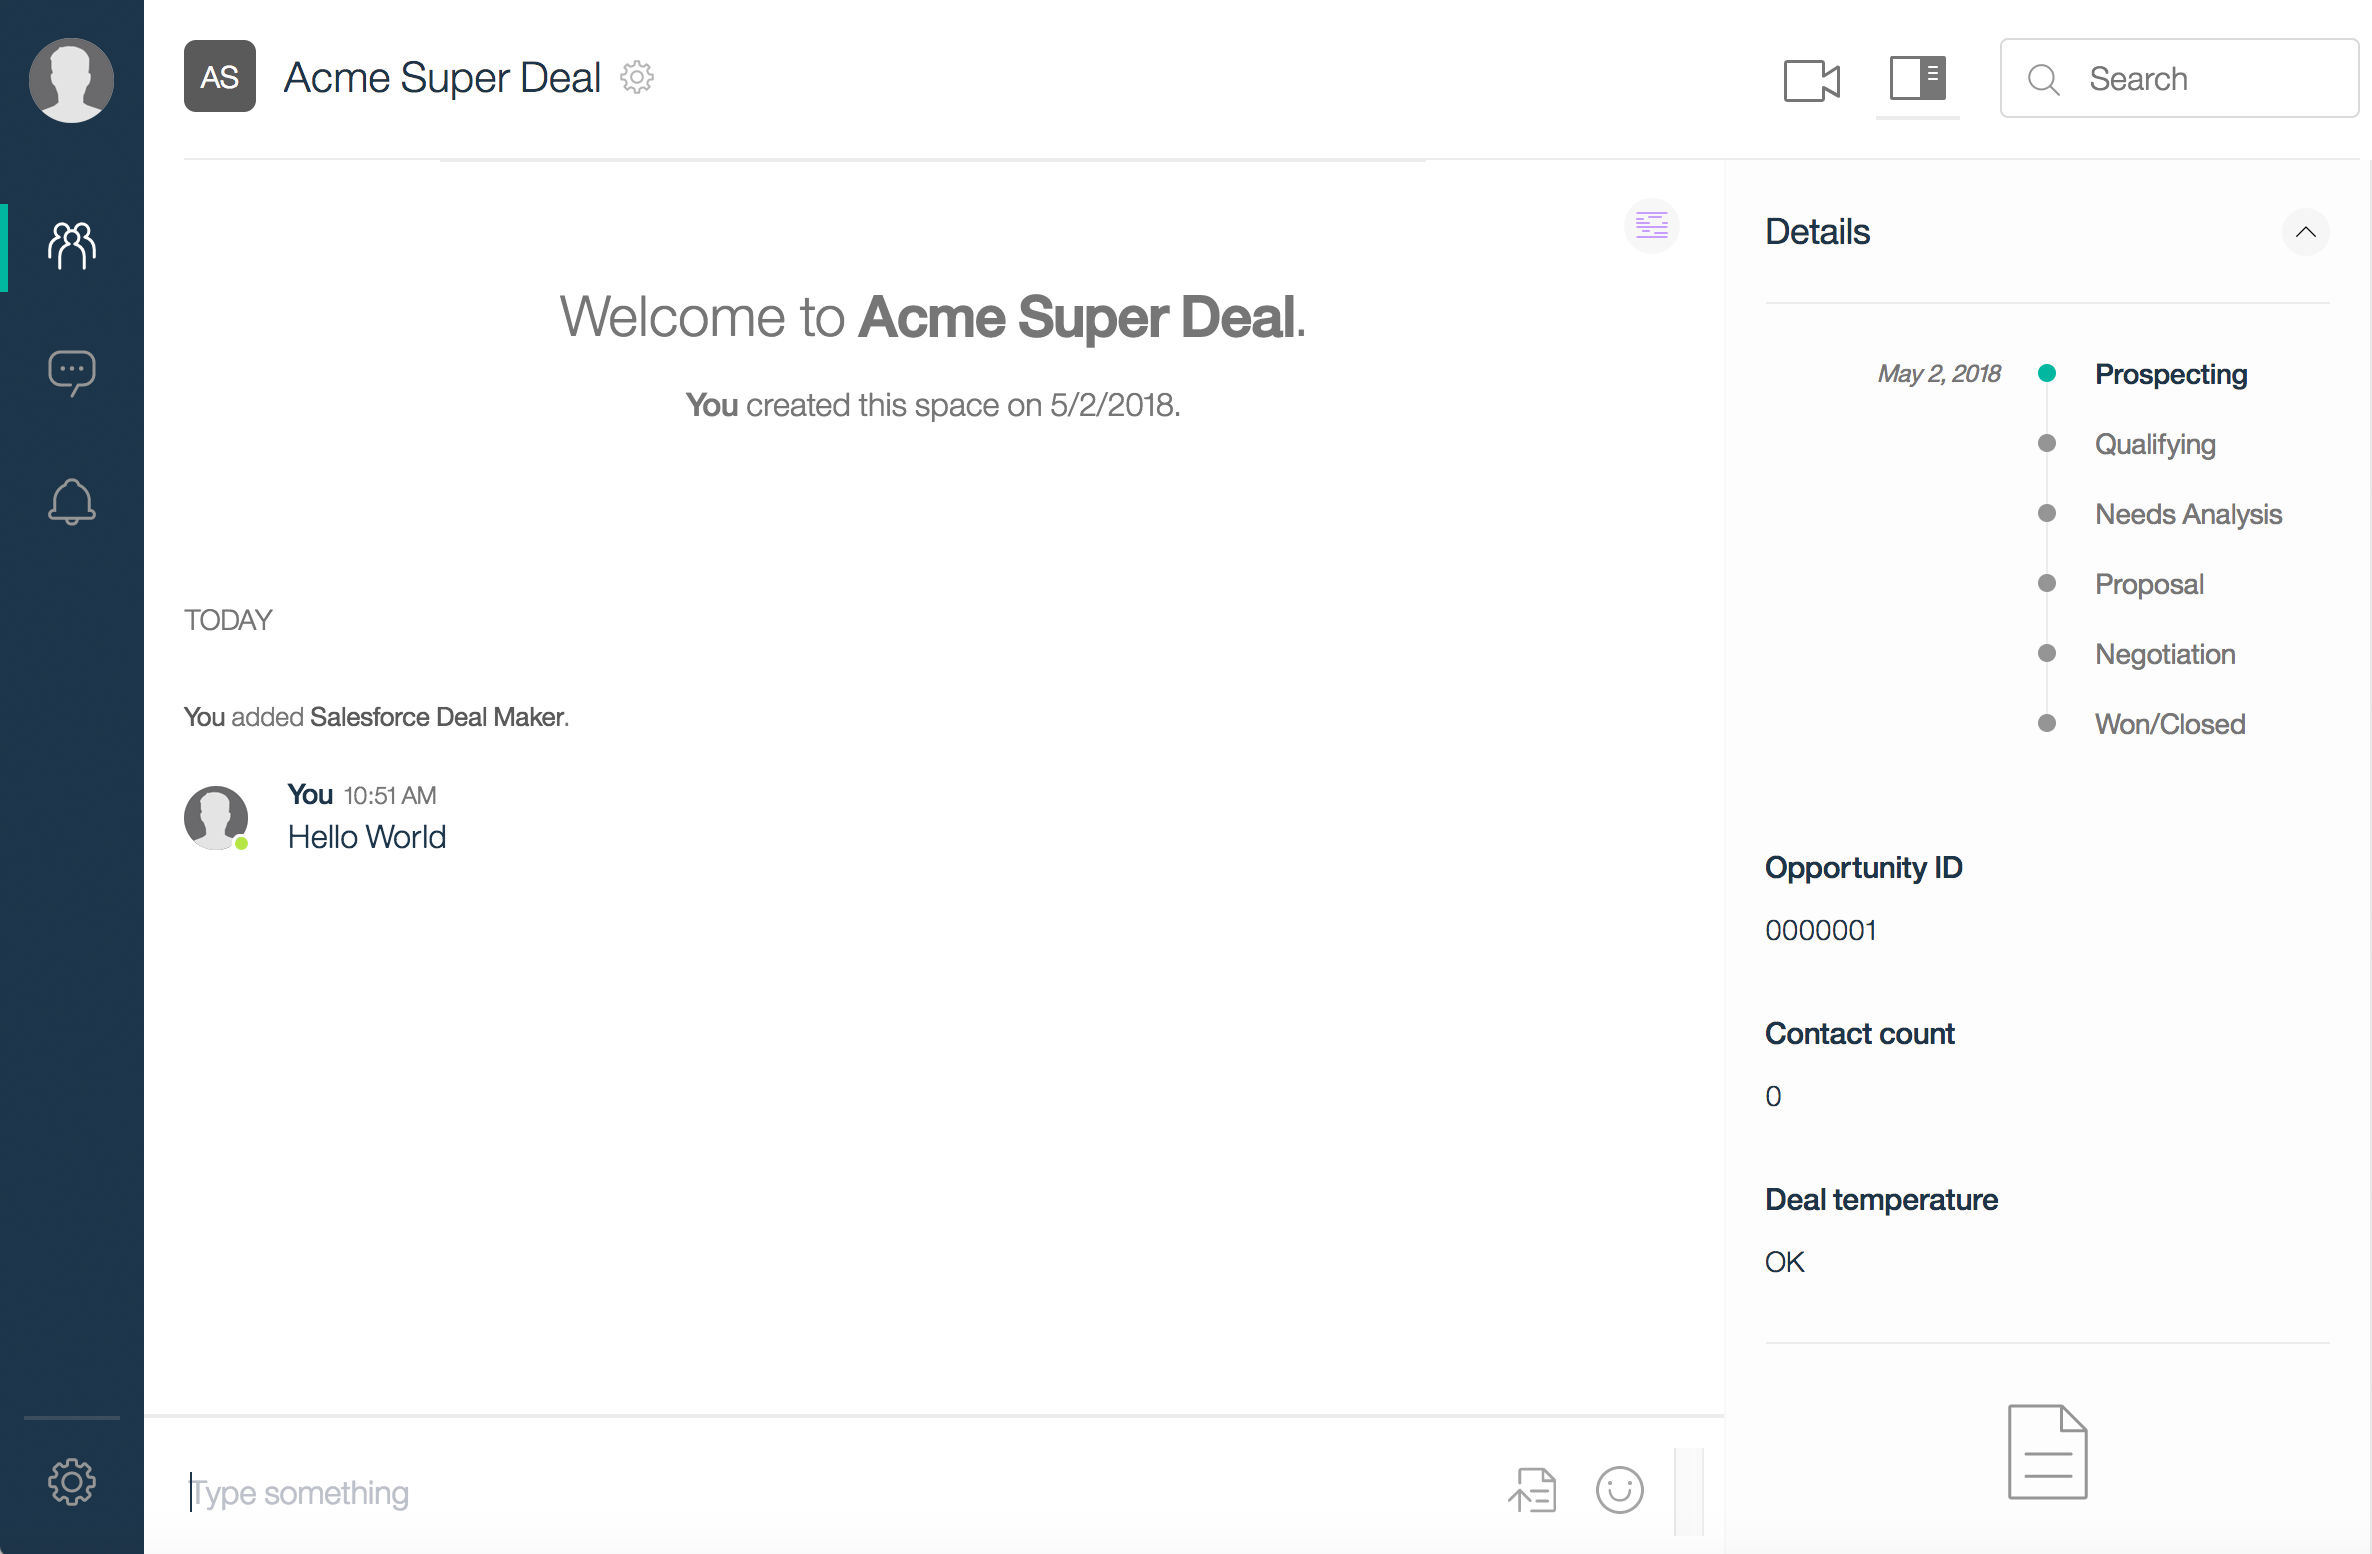 AS
Acme Super Deal
Search
Welcome to Acme Super Deal.
You created this space on 5/2/2018.
TODAY
You added Salesforce Deal Maker.
You 10:51 AM
Hello World
Type something
Details
May 2, 2018 Prospecting
Qualifying
Needs Analysis
Proposal
Negotiation
Won/Closed
Opportunity ID
0000001
Contact count
0
Deal temperature
OK